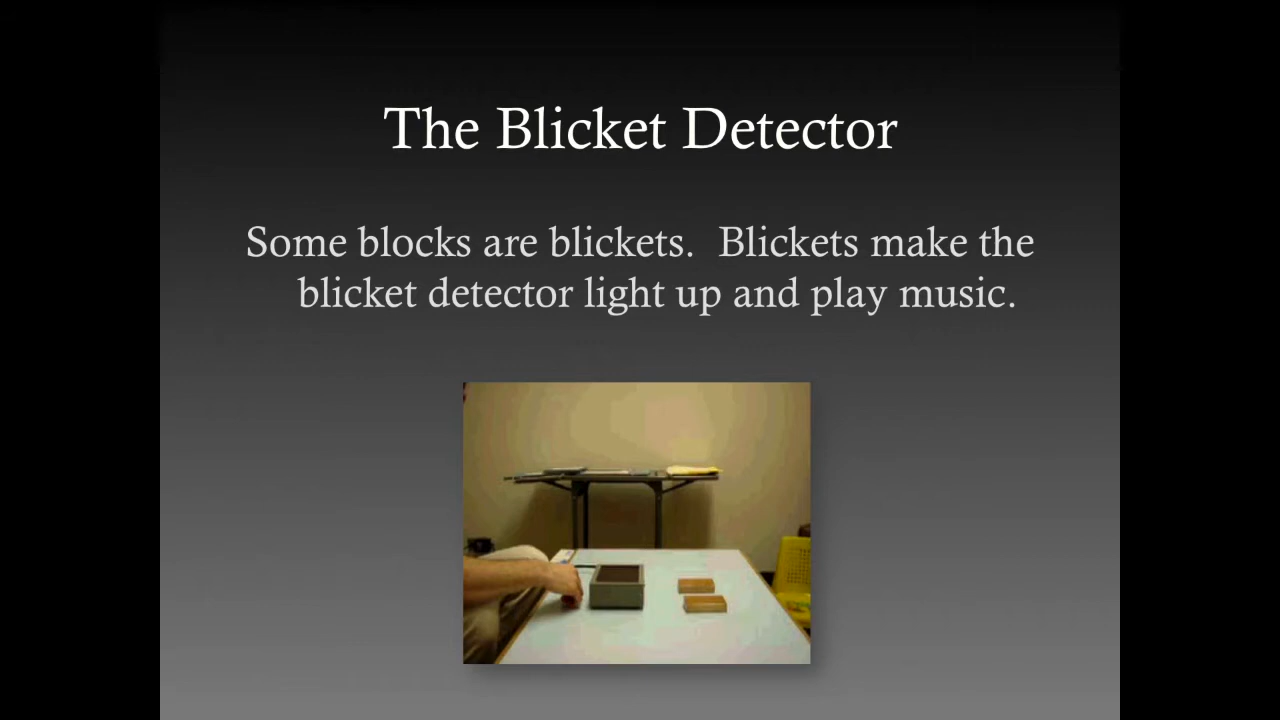 The Blicket Detector
Some blocks are blickets.  Blickets make the
blicket detector light up and play music.